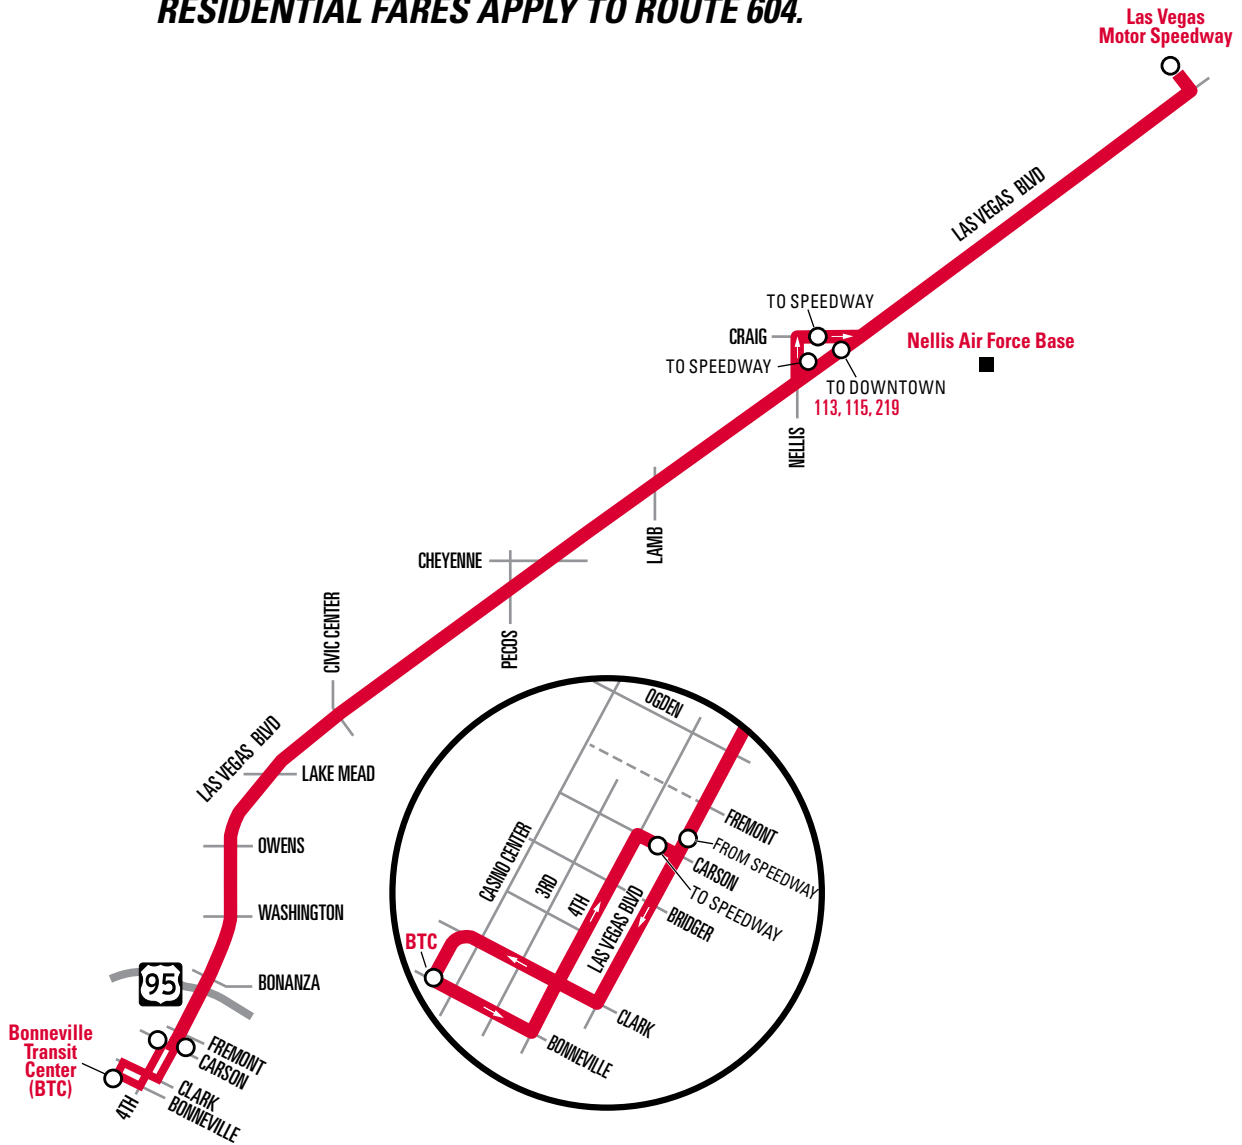 RESIDENTIAL FARES APPLY TO ROUTE 604.
Las Vegas
Motor Speedway
LAS VEGAS BLVD
TO SPEEDWAY
CRAIG
Nellis Air Force Base
TO SPEEDWAY
TO DOWNTOWN
113, 115, 219
NELLIS
LAMB
CHEYENNE
PECOS
CIVIC CENTER
LAS VEGAS BLVD
LAKE MEAD
OWENS
WASHINGTON
BONANZA
95
Bonneville
Transit
Center
(BTC)
FREMONT
CARSON
CLARK
BONNEVILLE
4TH
OGDEN
FREMONT
FROM SPEEDWAY
CARSON
TO SPEEDWAY
BRIDGER
CASINO CENTER
3RD
4TH
LAS VEGAS BLVD
BTC
CLARK
BONNEVILLE